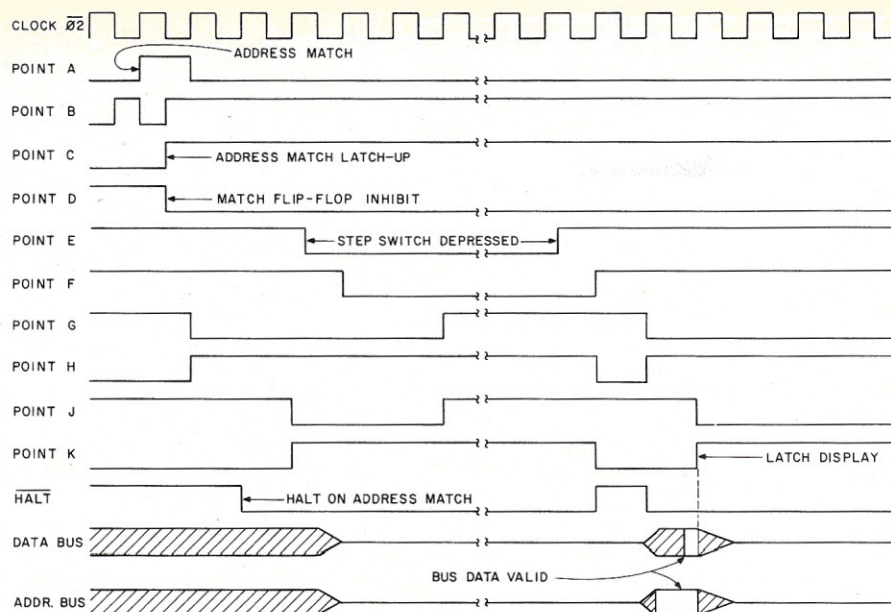 CLOCK Ø2
ADDRESS MATCH
POINT A
POINT B
POINT C
ADDRESS MATCH LATCH-UP
POINT D
MATCH FLIP-FLOP INHIBIT
POINT E
STEP SWITCH DEPRESSED
POINT F
POINT G
POINT H
POINT J
POINT K
LATCH DISPLAY
HALT
HALT ON ADDRESS MATCH
DATA BUS
BUS DATA VALID
ADDR. BUS